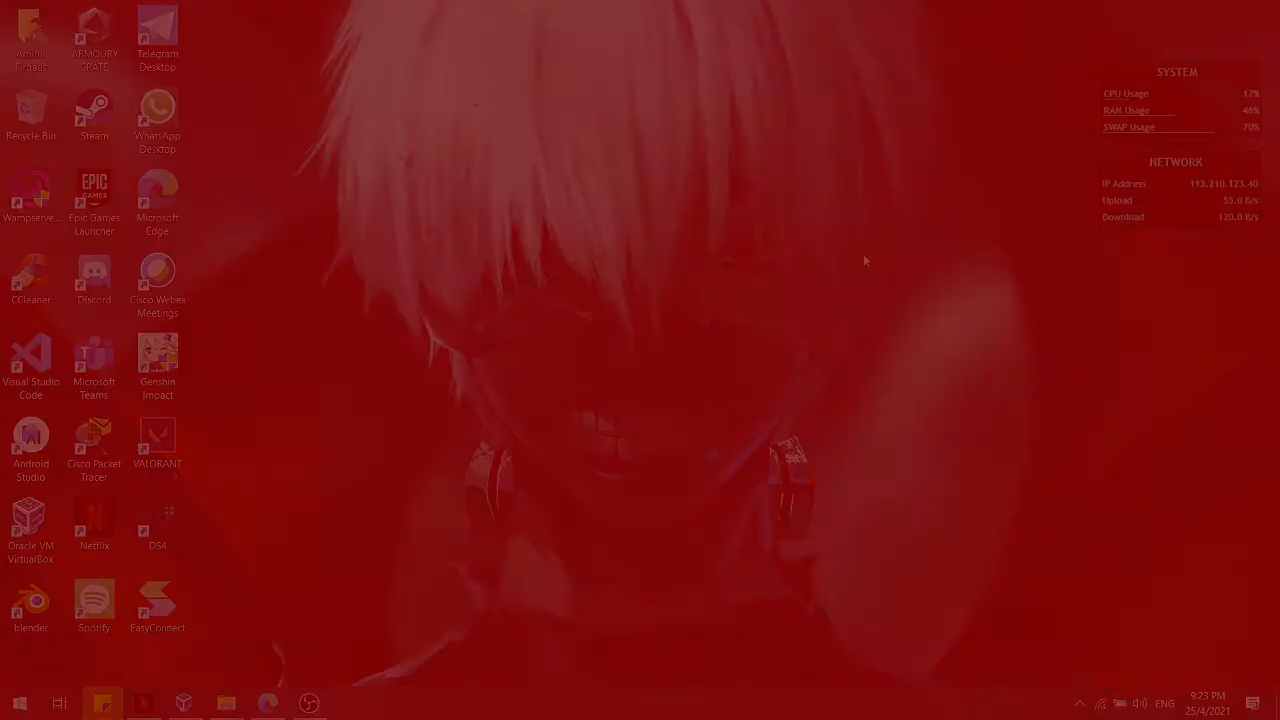 Amirul
Firdaus
ARMOURY
CRATE
Telegram
Desktop
Recycle Bin
Steam
WhatsApp
Desktop
Wampserve...
EPIC
GAMES
Epic Games
Launcher
Microsoft
Edge
CCleaner
Discord
Cisco Webex
Meetings
Visual Studio
Code
Microsoft
Teams
Genshin
Impact
Android
Studio
Cisco Packet
Tracer
VALORANT
Oracle VM
VirtualBox
Netflix
DS4
blender
Spotify
EasyConnect
SYSTEM
CPU Usage 17%
RAM Usage 46%
SWAP Usage 70%
NETWORK
IP Address 113.210.123.40
Upload 55.0 B/s
Download 120.0 B/s
ENG
9:23 PM
25/4/2021